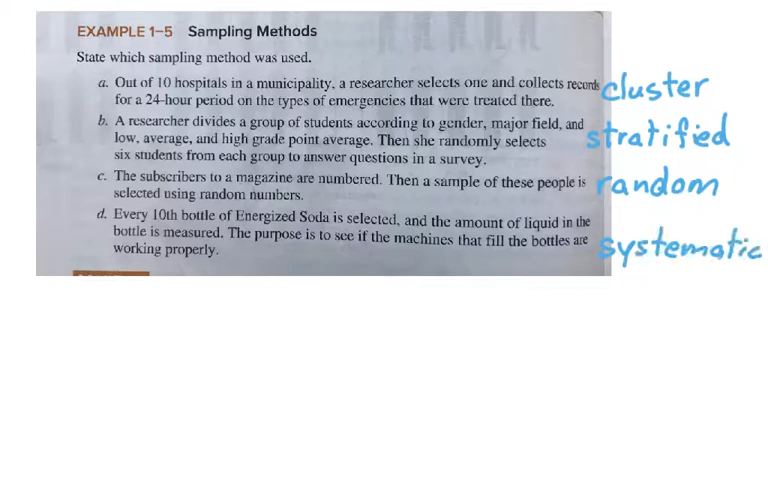 EXAMPLE 1–5 Sampling Methods
State which sampling method was used.
a. Out of 10 hospitals in a municipality, a researcher selects one and collects records
for a 24-hour period on the types of emergencies that were treated there.
cluster
b. A researcher divides a group of students according to gender, major field, and
low, average, and high grade point average. Then she randomly selects
six students from each group to answer questions in a survey.
stratified
c. The subscribers to a magazine are numbered. Then a sample of these people is
selected using random numbers.
random
d. Every 10th bottle of Energized Soda is selected, and the amount of liquid in the
bottle is measured. The purpose is to see if the machines that fill the bottles are
working properly.
systematic